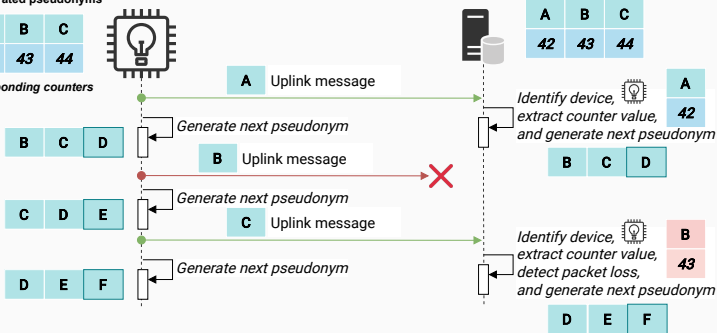 ated pseudonyms
B C
43 44
onding counters
A B C
42 43 44
A Uplink message
Identify device,
extract counter value,
and generate next pseudonym
A
42
Generate next pseudonym
B C D
B C D
B Uplink message
Generate next pseudonym
C D E
C Uplink message
Identify device,
extract counter value,
detect packet loss,
and generate next pseudonym
B
43
Generate next pseudonym
D E F
D E F